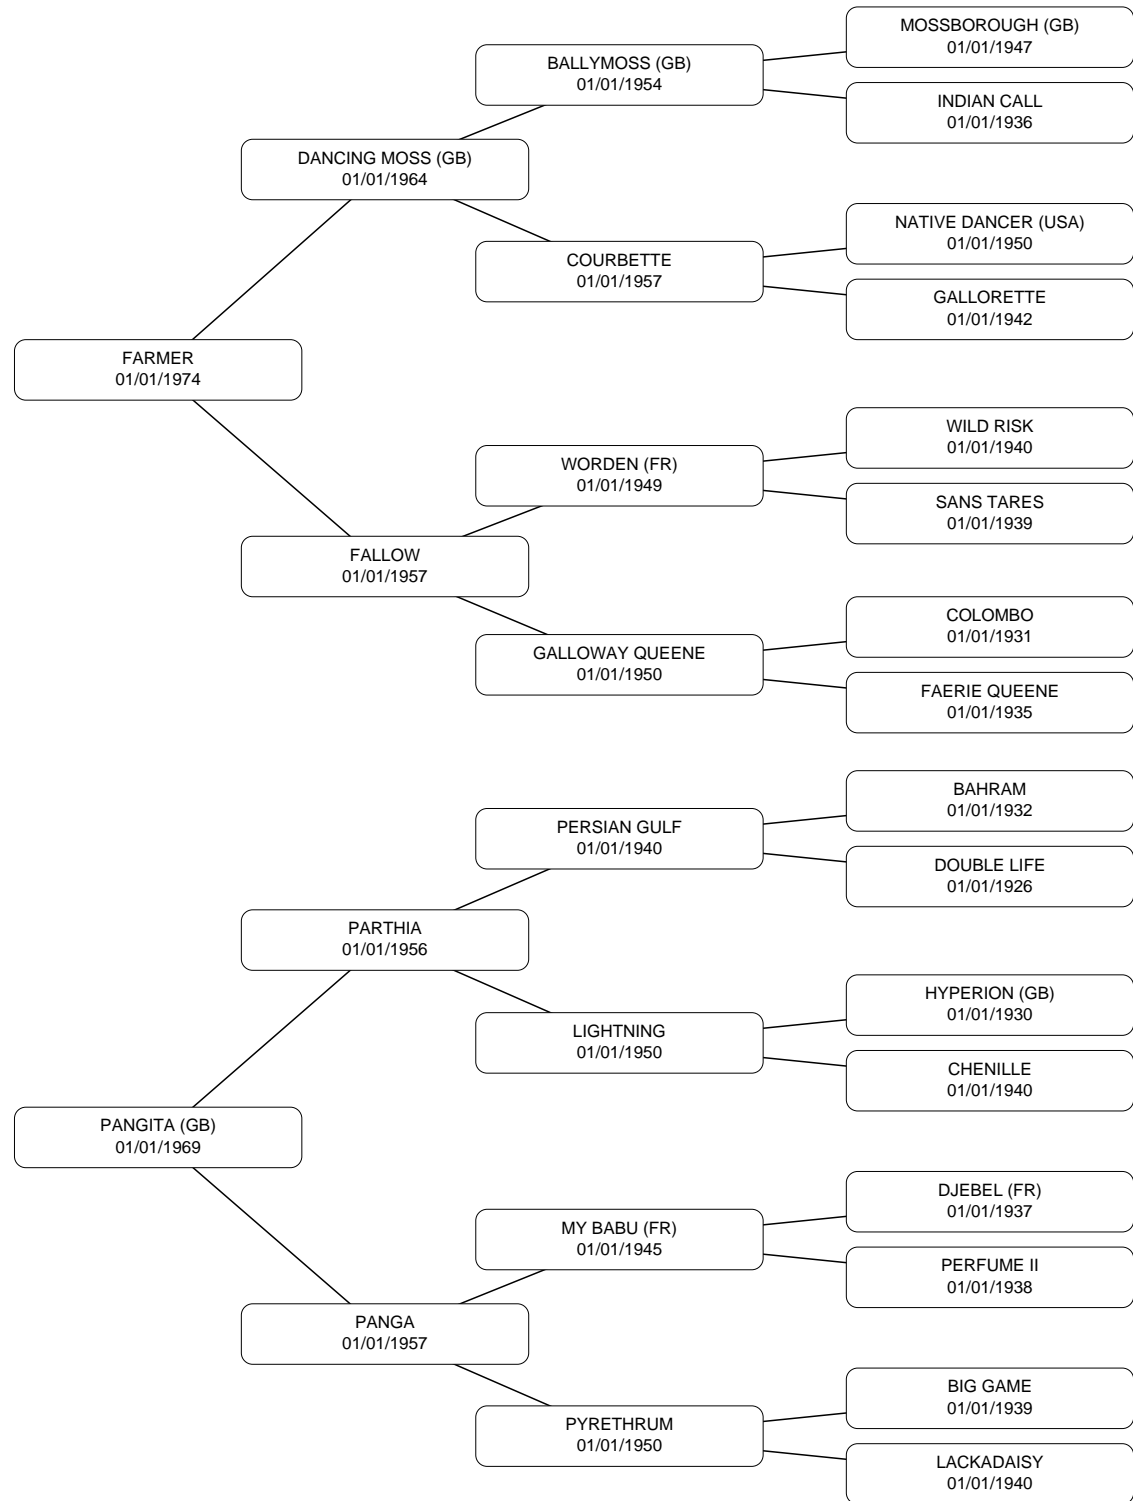 MOSSBOROUGH (GB)
01/01/1947
BALLYMOSS (GB)
01/01/1954
INDIAN CALL
01/01/1936
DANCING MOSS (GB)
01/01/1964
NATIVE DANCER (USA)
01/01/1950
COURBETTE
01/01/1957
GALLORETTE
01/01/1942
FARMER
01/01/1974
WILD RISK
01/01/1940
WORDEN (FR)
01/01/1949
SANS TARES
01/01/1939
FALLOW
01/01/1957
COLOMBO
01/01/1931
GALLOWAY QUEENE
01/01/1950
FAERIE QUEENE
01/01/1935
BAHRAM
01/01/1932
PERSIAN GULF
01/01/1940
DOUBLE LIFE
01/01/1926
PARTHIA
01/01/1956
HYPERION (GB)
01/01/1930
LIGHTNING
01/01/1950
CHENILLE
01/01/1940
PANGITA (GB)
01/01/1969
DJEBEL (FR)
01/01/1937
MY BABU (FR)
01/01/1945
PERFUME II
01/01/1938
PANGA
01/01/1957
BIG GAME
01/01/1939
PYRETHRUM
01/01/1950
LACKADAISY
01/01/1940